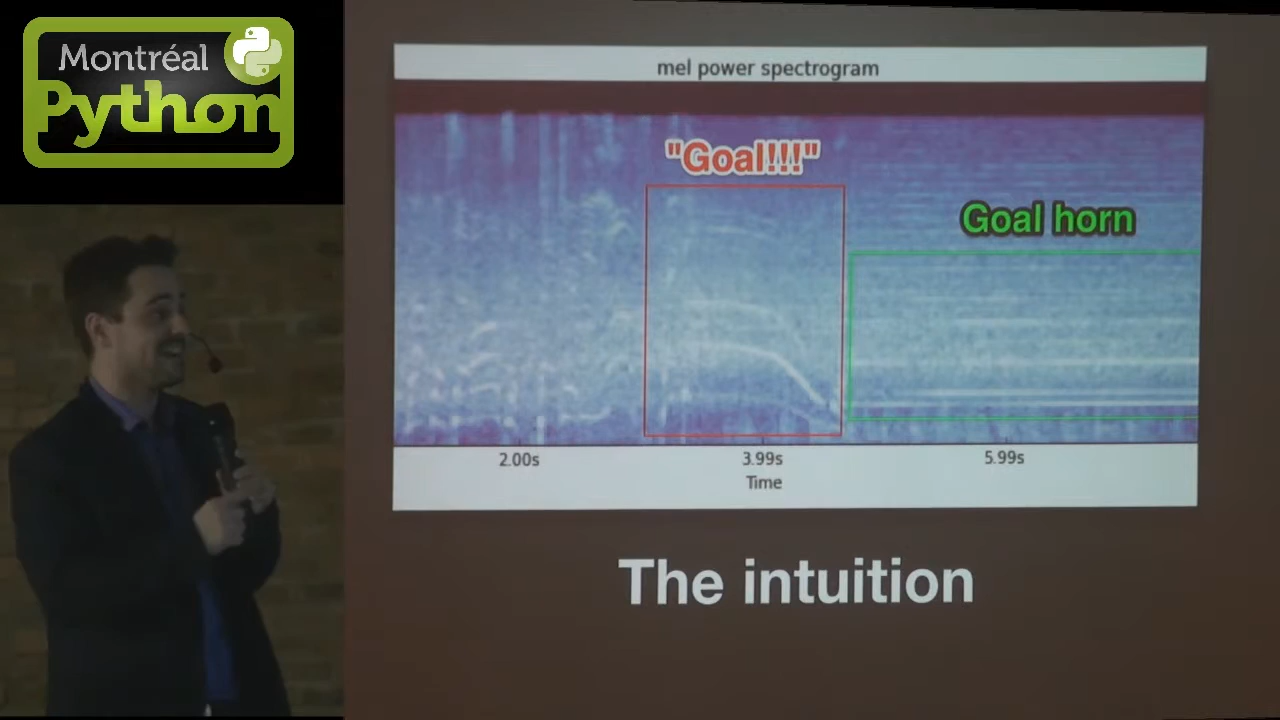 Montréal
Python
mel power spectrogram
"Goal!!!"
Goal horn
2.00s 3.99s 5.99s
Time
The intuition